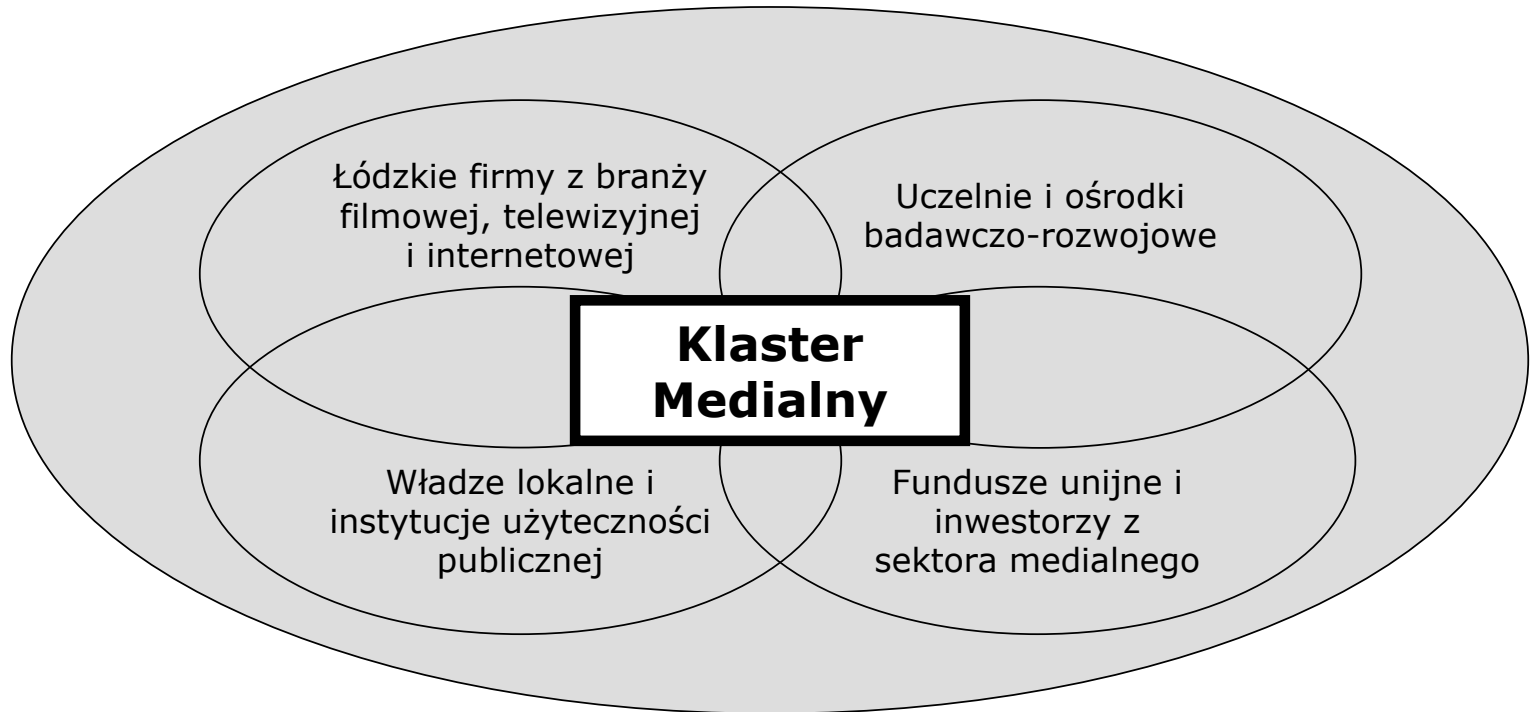 Łódzkie firmy z branży
filmowej, telewizyjnej
i internetowej
Uczelnie i ośrodki
badawczo-rozwojowe
Klaster
Medialny
Władze lokalne i
instytucje użyteczności
publicznej
Fundusze unijne i
inwestorzy z
sektora medialnego